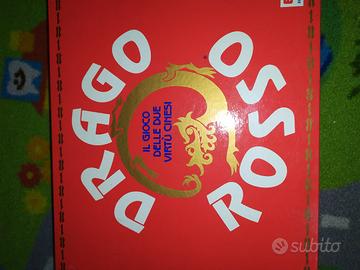 DRAGO
ROSSO
IL GIOCO
DELLE DUE
VIRTÙ CINESI
subito